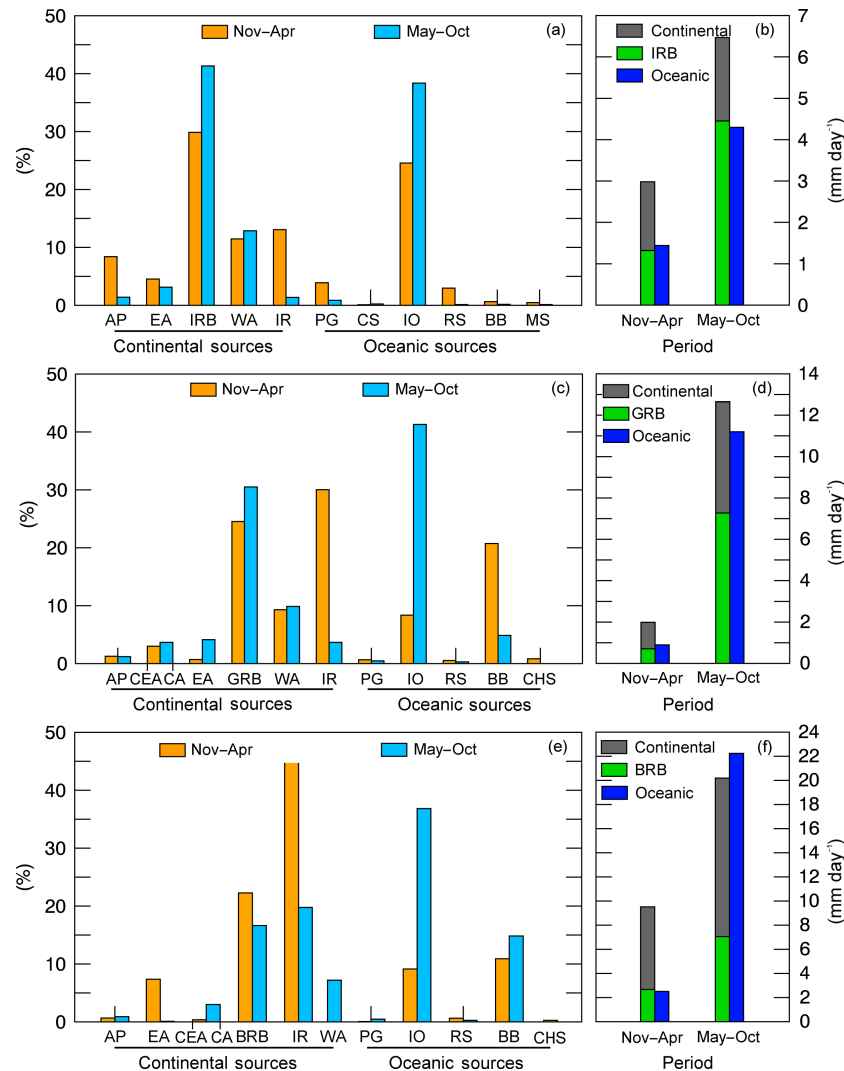 50
40
30
20
10
0
(%)
Nov–Apr
May–Oct
(a)
AP EA IRB WA IR PG CS IO RS BB MS
Continental sources
Oceanic sources
Continental
IRB
Oceanic
(b)
7
6
5
4
3
2
1
0
(mm day⁻¹)
Nov–Apr May–Oct
Period
50
40
30
20
10
0
(%)
Nov–Apr
May–Oct
(c)
AP CEA CA EA GRB WA IR PG IO RS BB CHS
Continental sources
Oceanic sources
Continental
GRB
Oceanic
(d)
14
12
10
8
6
4
2
0
(mm day⁻¹)
Nov–Apr May–Oct
Period
50
40
30
20
10
0
(%)
Nov–Apr
May–Oct
(e)
AP EA CEA CA BRB IR WA PG IO RS BB CHS
Continental sources
Oceanic sources
Continental
BRB
Oceanic
(f)
24
22
20
18
16
14
12
10
8
6
4
2
0
(mm day⁻¹)
Nov–Apr May–Oct
Period